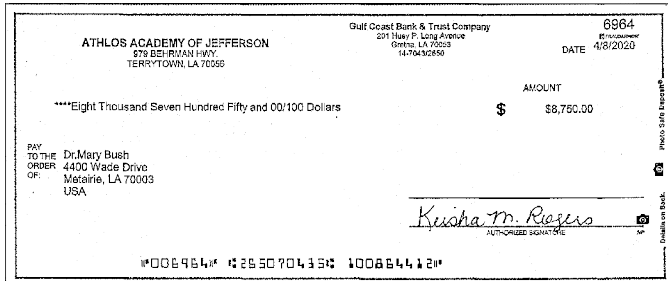 6964
Gulf Coast Bank & Trust Company
201 Huey P. Long Avenue
Gretna, LA 70053
14-7043/2650
DATE 4/8/2020
ATHLOS ACADEMY OF JEFFERSON
979 BEHRMAN HWY.
TERRYTOWN, LA 70056
AMOUNT
****Eight Thousand Seven Hundred Fifty and 00/100 Dollars
$ $8,750.00
PAY
TO THE
ORDER
OF:
Dr.Mary Bush
4400 Wade Drive
Metairie, LA 70003
USA
Keisha M. Rogers
AUTHORIZED SIGNATURE
MP
Photo Safe Deposit®
Details on Back.
⑈006964⑈ ⑆265070435⑆ 100864412⑈